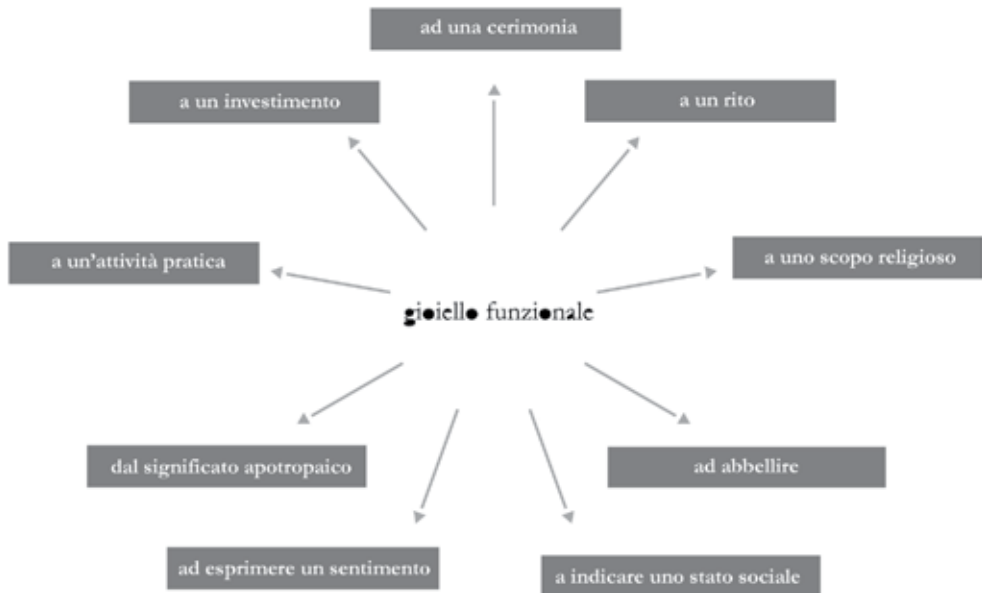 ad una cerimonia
a un investimento
a un rito
a un'attività pratica
a uno scopo religioso
gioiello funzionale
dal significato apotropaico
ad abbellire
ad esprimere un sentimento
a indicare uno stato sociale